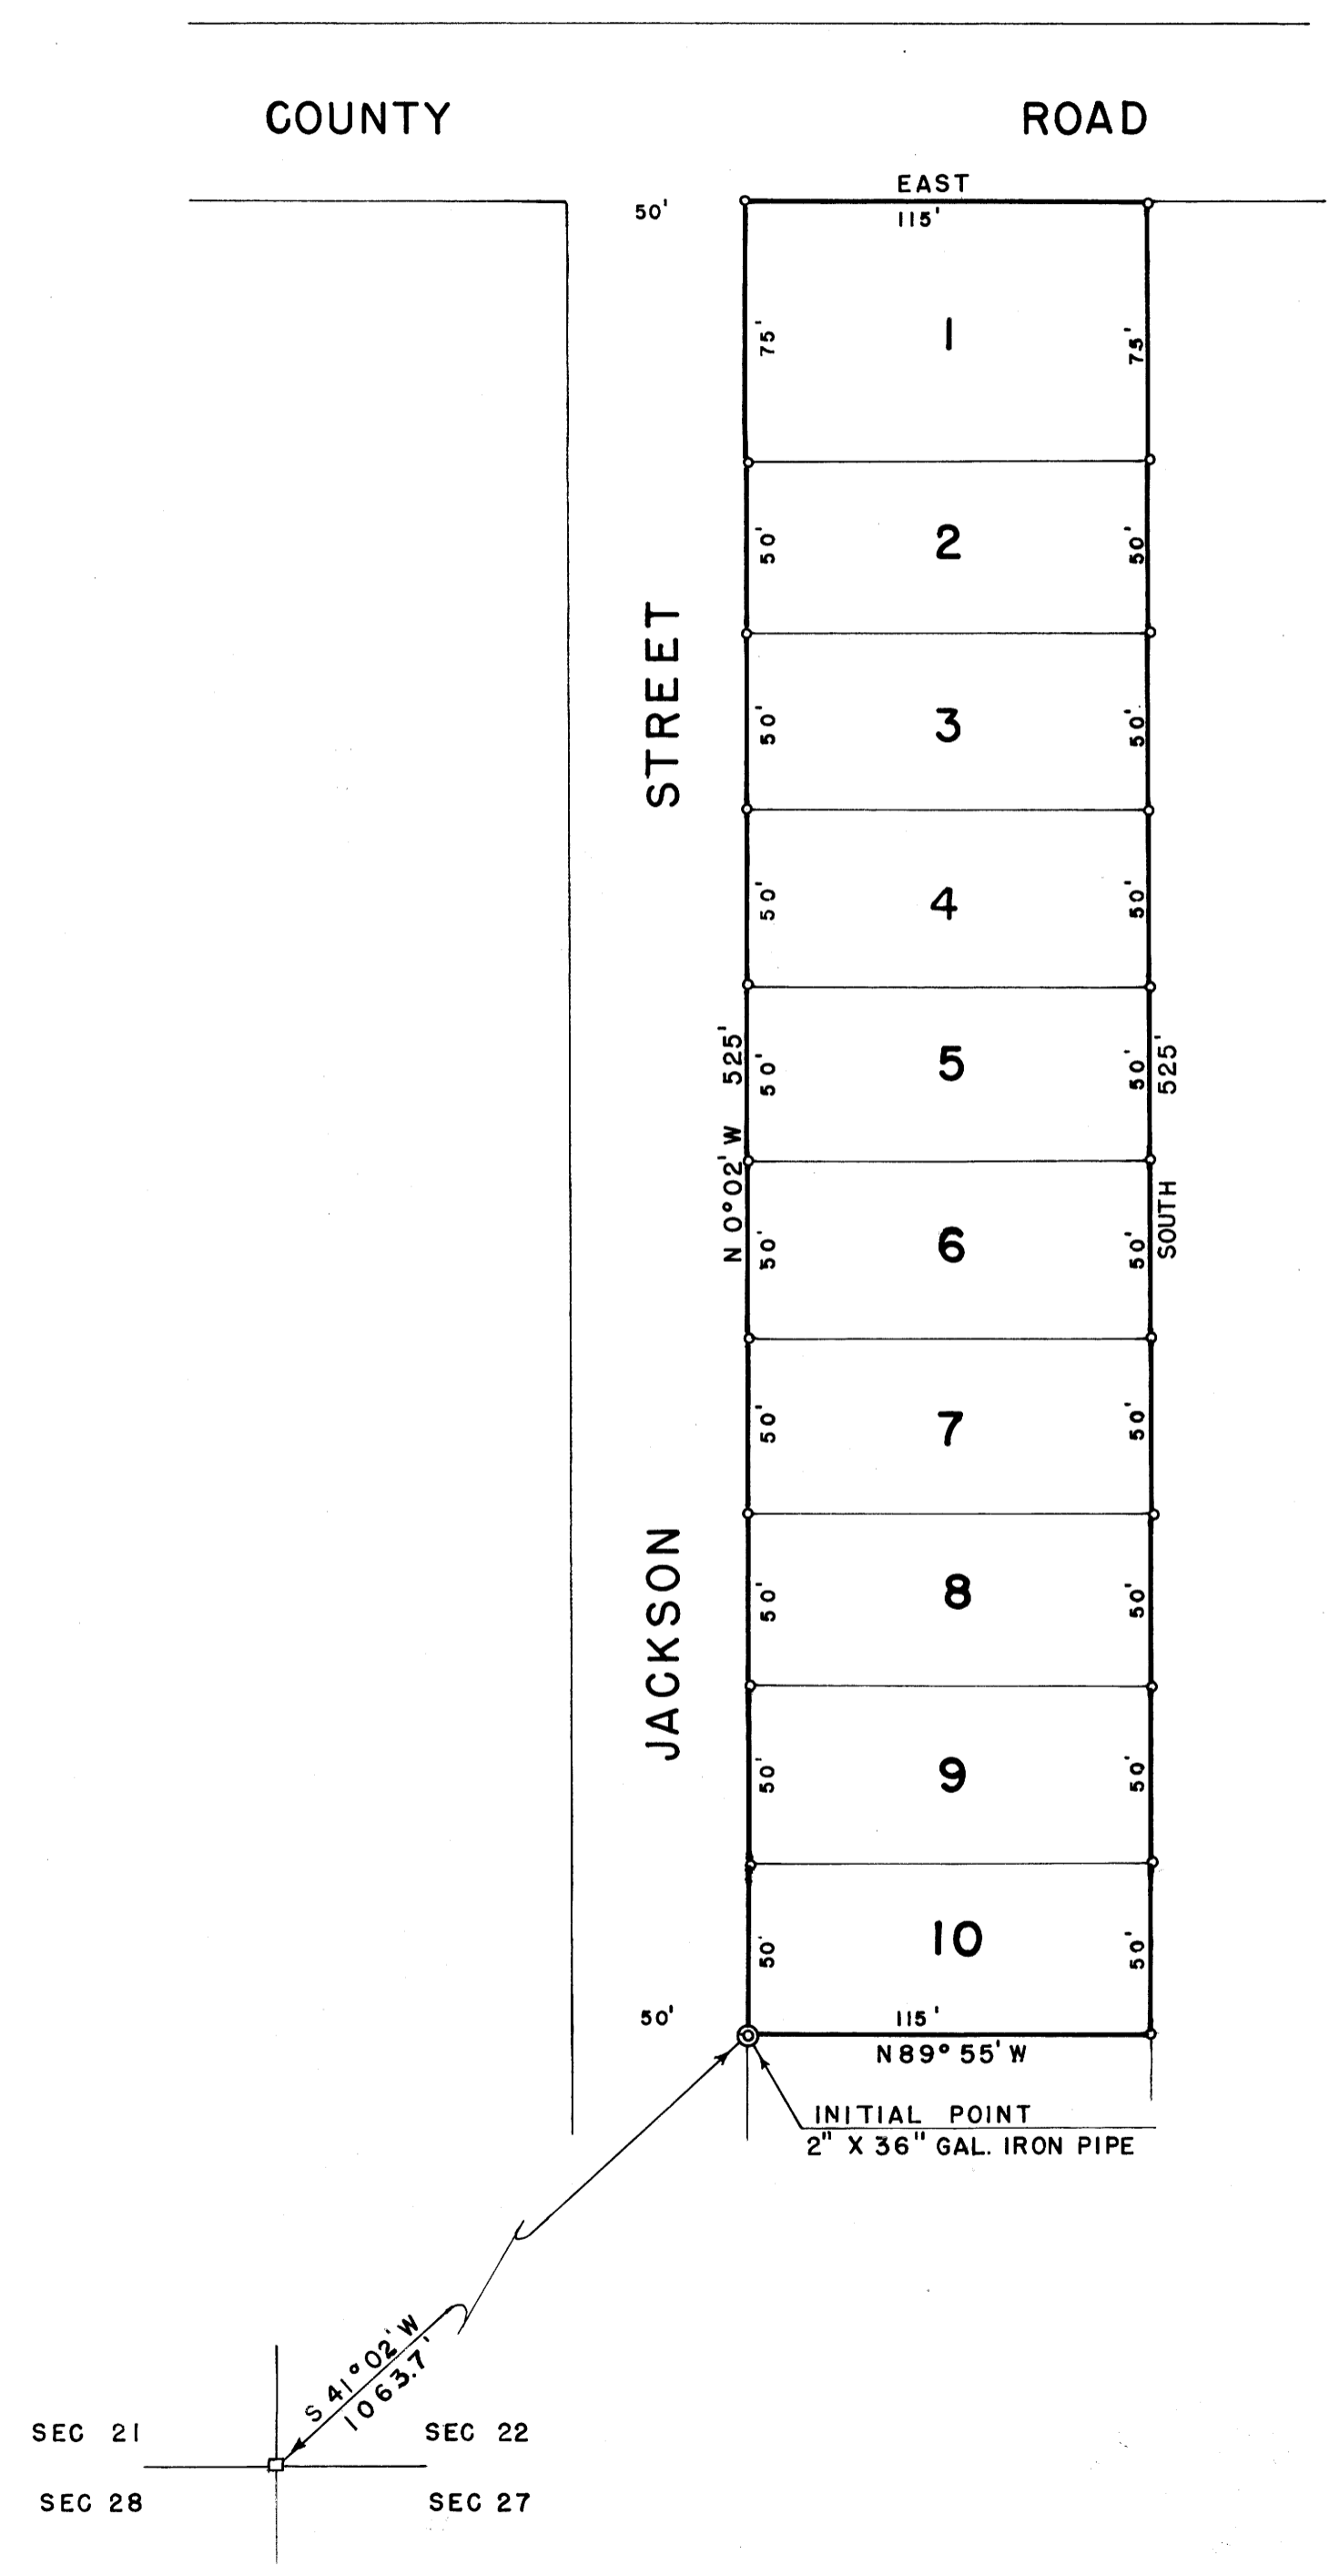 COUNTY ROAD
EAST
50'
115'
75'
1
75'
50'
2
50'
STREET
50'
3
50'
50'
4
50'
N 0°02' W 525'
50'
5
50'
SOUTH 525'
50'
6
50'
50'
7
50'
JACKSON
50'
8
50'
50'
9
50'
50'
10
50'
50'
115'
N 89° 55' W
INITIAL POINT
2" X 36" GAL. IRON PIPE
S 41° 02' W
1063.7'
SEC 21
SEC 22
SEC 28
SEC 27